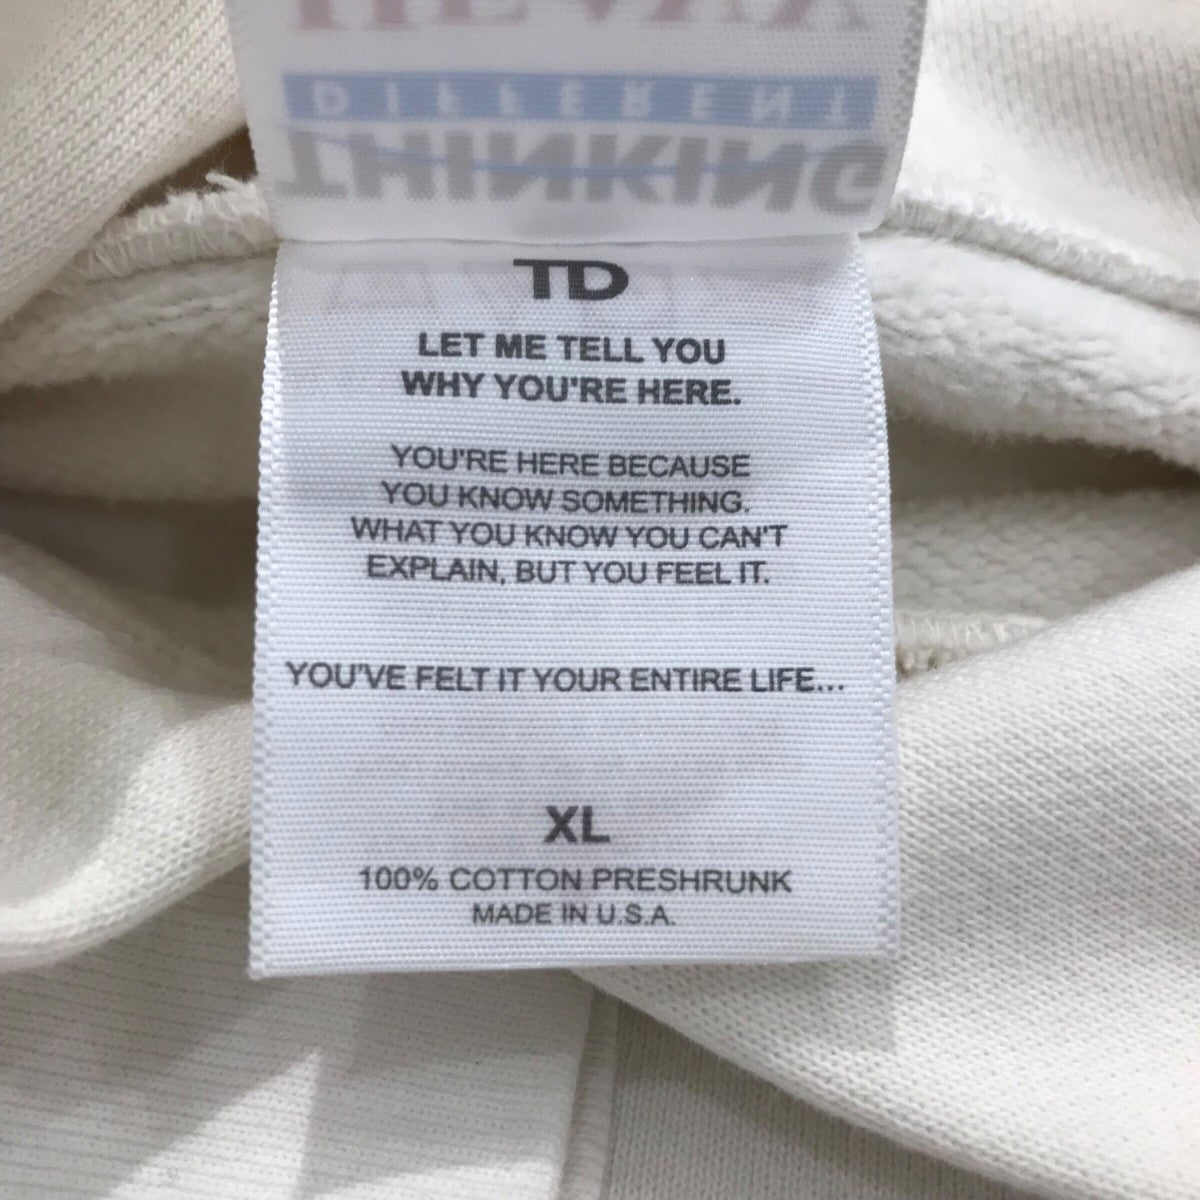 DIFFERENT
THINKING
TD
LET ME TELL YOU
WHY YOU'RE HERE.
YOU'RE HERE BECAUSE
YOU KNOW SOMETHING.
WHAT YOU KNOW YOU CAN'T
EXPLAIN, BUT YOU FEEL IT.
YOU'VE FELT IT YOUR ENTIRE LIFE...
XL
100% COTTON PRESHRUNK
MADE IN U.S.A.